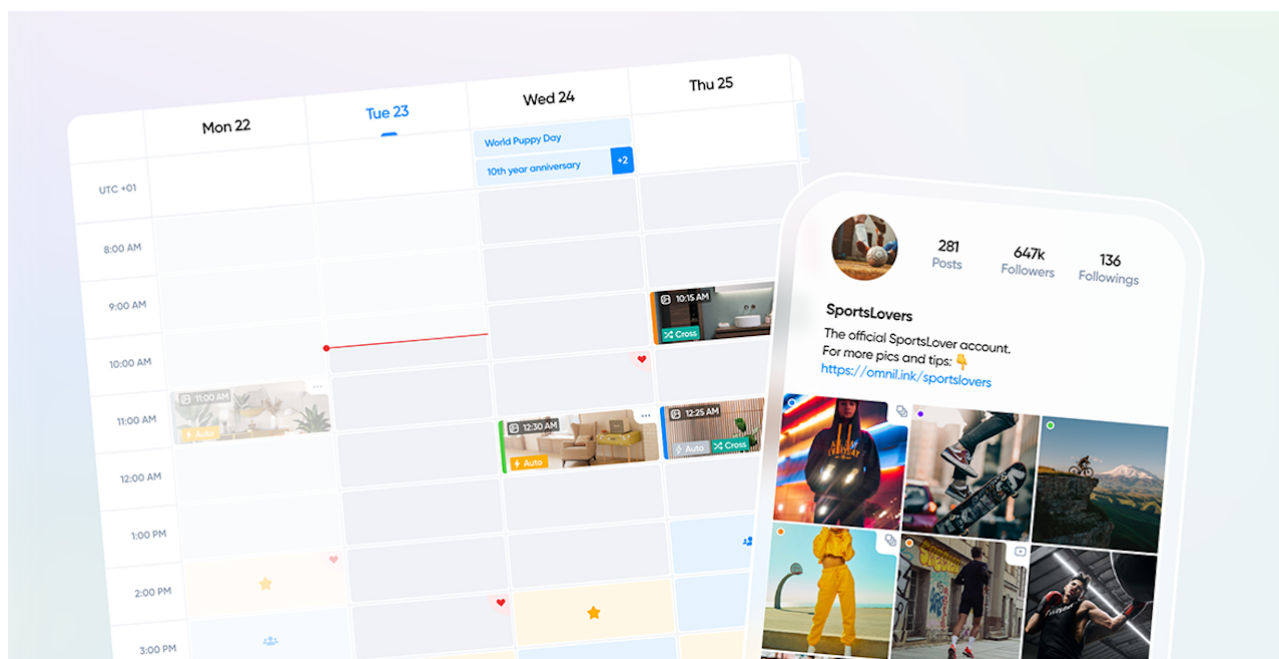 Mon 22
Tue 23
Wed 24
Thu 25
UTC +01
World Puppy Day
10th year anniversary
+2
8:00 AM
9:00 AM
10:00 AM
11:00 AM
12:00 AM
1:00 PM
2:00 PM
3:00 PM
10:15 AM
Cross
11:00 AM
Auto
12:30 AM
Auto
12:25 AM
Auto
Cross
281
Posts
647k
Followers
136
Followings
SportsLovers
The official SportsLover account.
For more pics and tips: 👇
https://omnil.ink/sportslovers